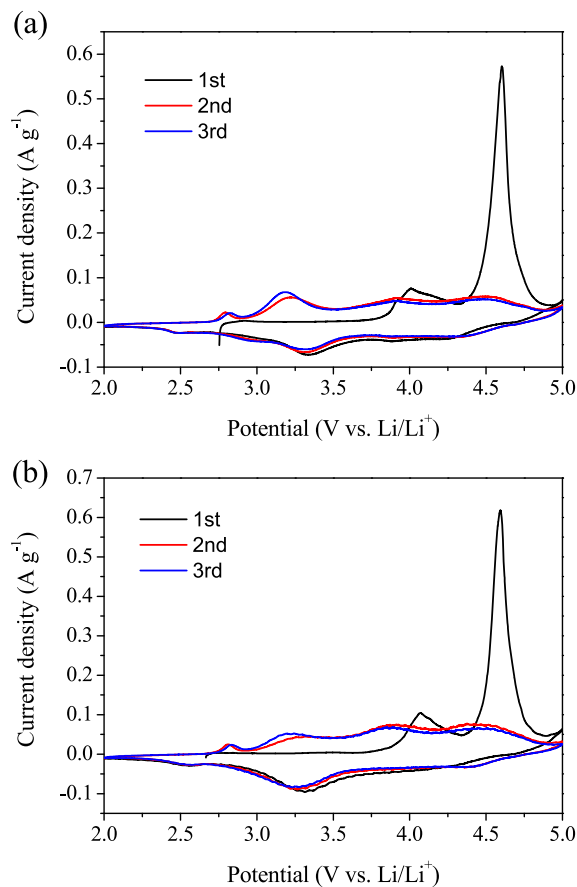 (a)
0.6
0.5
0.4
0.3
0.2
0.1
0.0
-0.1
Current density (A g⁻¹)
1st
2nd
3rd
2.0 2.5 3.0 3.5 4.0 4.5 5.0
Potential (V vs. Li/Li⁺)
(b)
0.7
0.6
0.5
0.4
0.3
0.2
0.1
0.0
-0.1
Current density (A g⁻¹)
1st
2nd
3rd
2.0 2.5 3.0 3.5 4.0 4.5 5.0
Potential (V vs. Li/Li⁺)